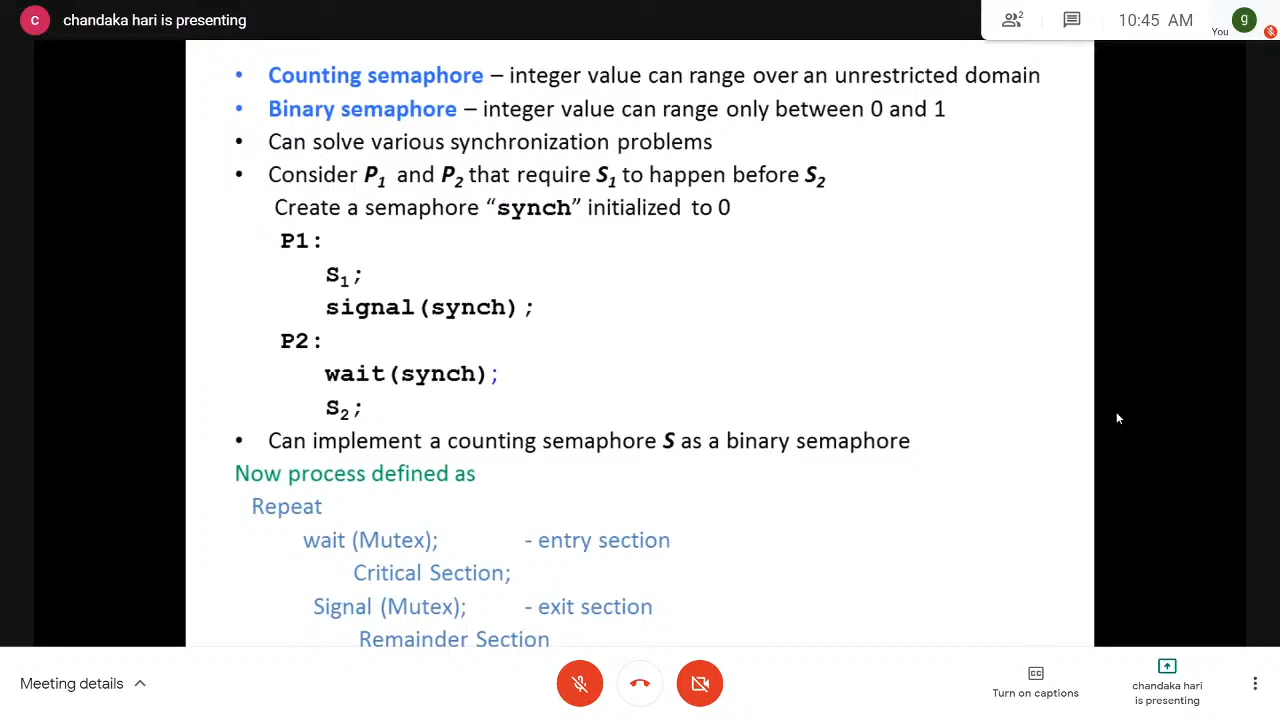 c chandaka hari is presenting
2 10:45 AM You g
• Counting semaphore – integer value can range over an unrestricted domain
• Binary semaphore – integer value can range only between 0 and 1
• Can solve various synchronization problems
• Consider P1 and P2 that require S1 to happen before S2
Create a semaphore “synch” initialized to 0
P1:
S1;
signal(synch);
P2:
wait(synch);
S2;
• Can implement a counting semaphore S as a binary semaphore
Now process defined as
Repeat
wait (Mutex); - entry section
Critical Section;
Signal (Mutex); - exit section
Remainder Section
Meeting details
CC
Turn on captions
chandaka hari
is presenting